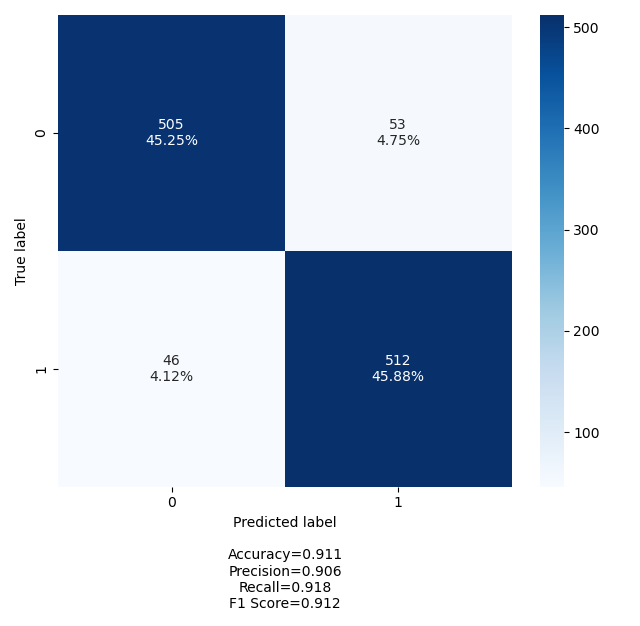 505
45.25%
53
4.75%
46
4.12%
512
45.88%
0
1
True label
0
1
Predicted label
500
400
300
200
100
Accuracy=0.911
Precision=0.906
Recall=0.918
F1 Score=0.912